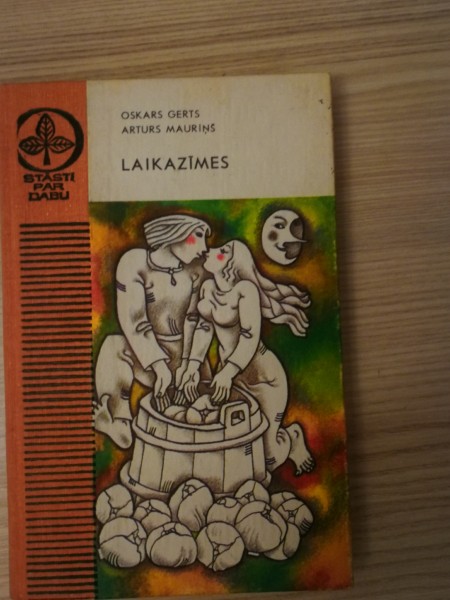 OSKARS GERTS
ARTURS MAURIŅŠ
LAIKAZĪMES
STĀSTI
PAR
DABU